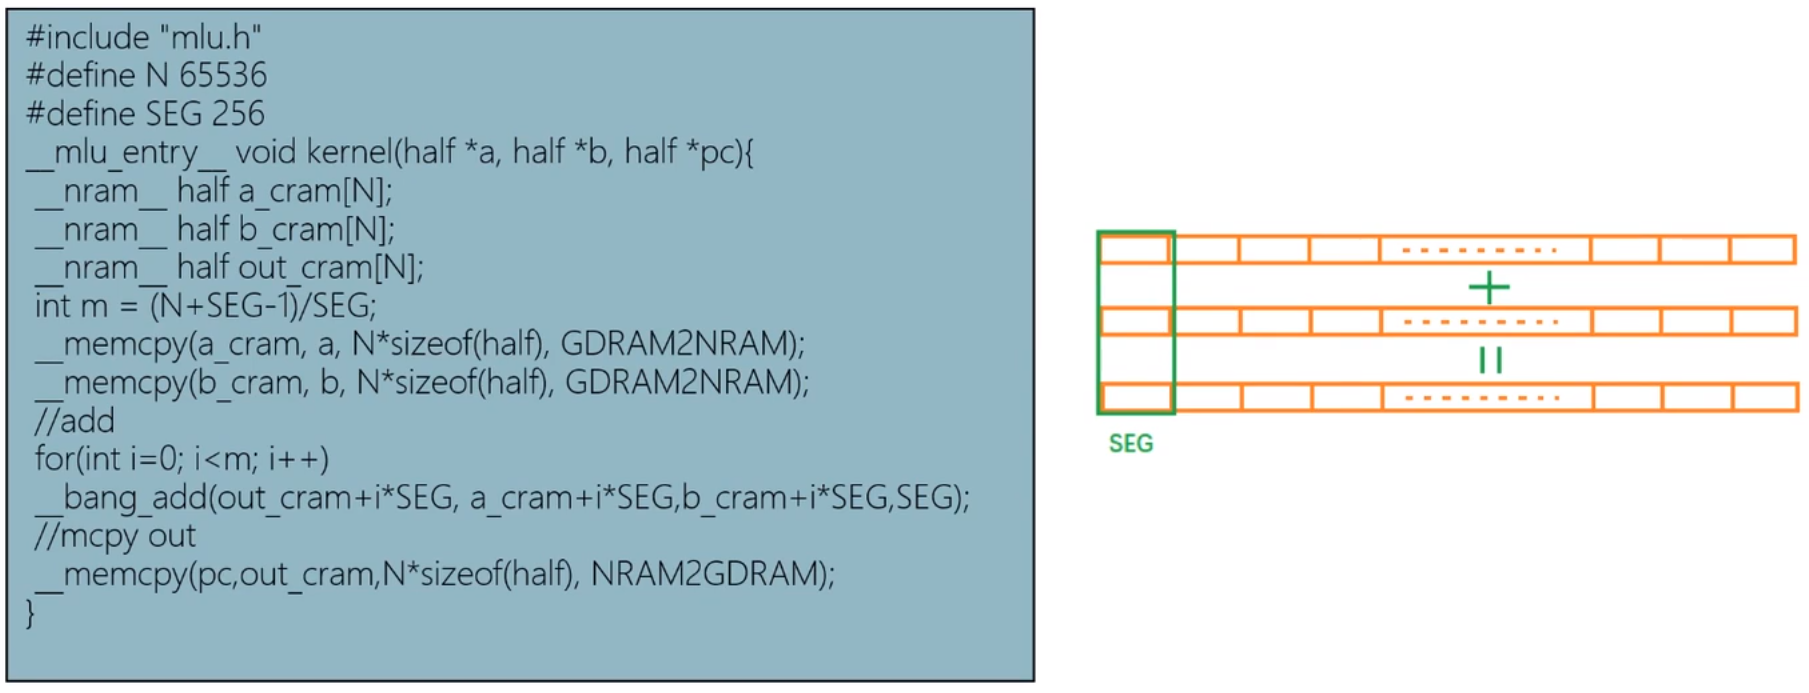 #include "mlu.h"
#define N 65536
#define SEG 256
__mlu_entry__ void kernel(half *a, half *b, half *pc){
__nram__ half a_cram[N];
__nram__ half b_cram[N];
__nram__ half out_cram[N];
int m = (N+SEG-1)/SEG;
__memcpy(a_cram, a, N*sizeof(half), GDRAM2NRAM);
__memcpy(b_cram, b, N*sizeof(half), GDRAM2NRAM);
//add
for(int i=0; i<m; i++)
__bang_add(out_cram+i*SEG, a_cram+i*SEG,b_cram+i*SEG,SEG);
//mcpy out
__memcpy(pc,out_cram,N*sizeof(half), NRAM2GDRAM);
}
+
=
SEG